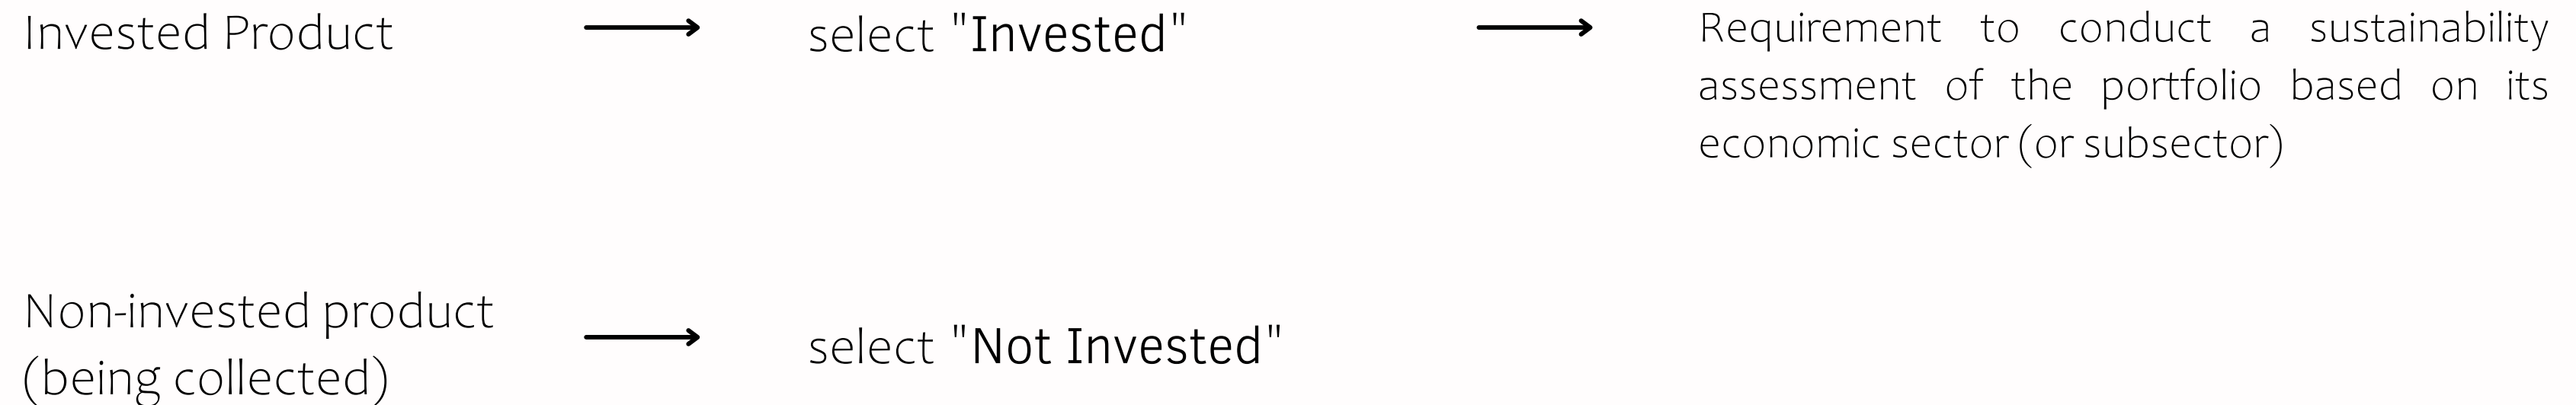 Invested Product
select "Invested"
Requirement to conduct a sustainability
assessment of the portfolio based on its
economic sector (or subsector)
Non-invested product
(being collected)
select "Not Invested"